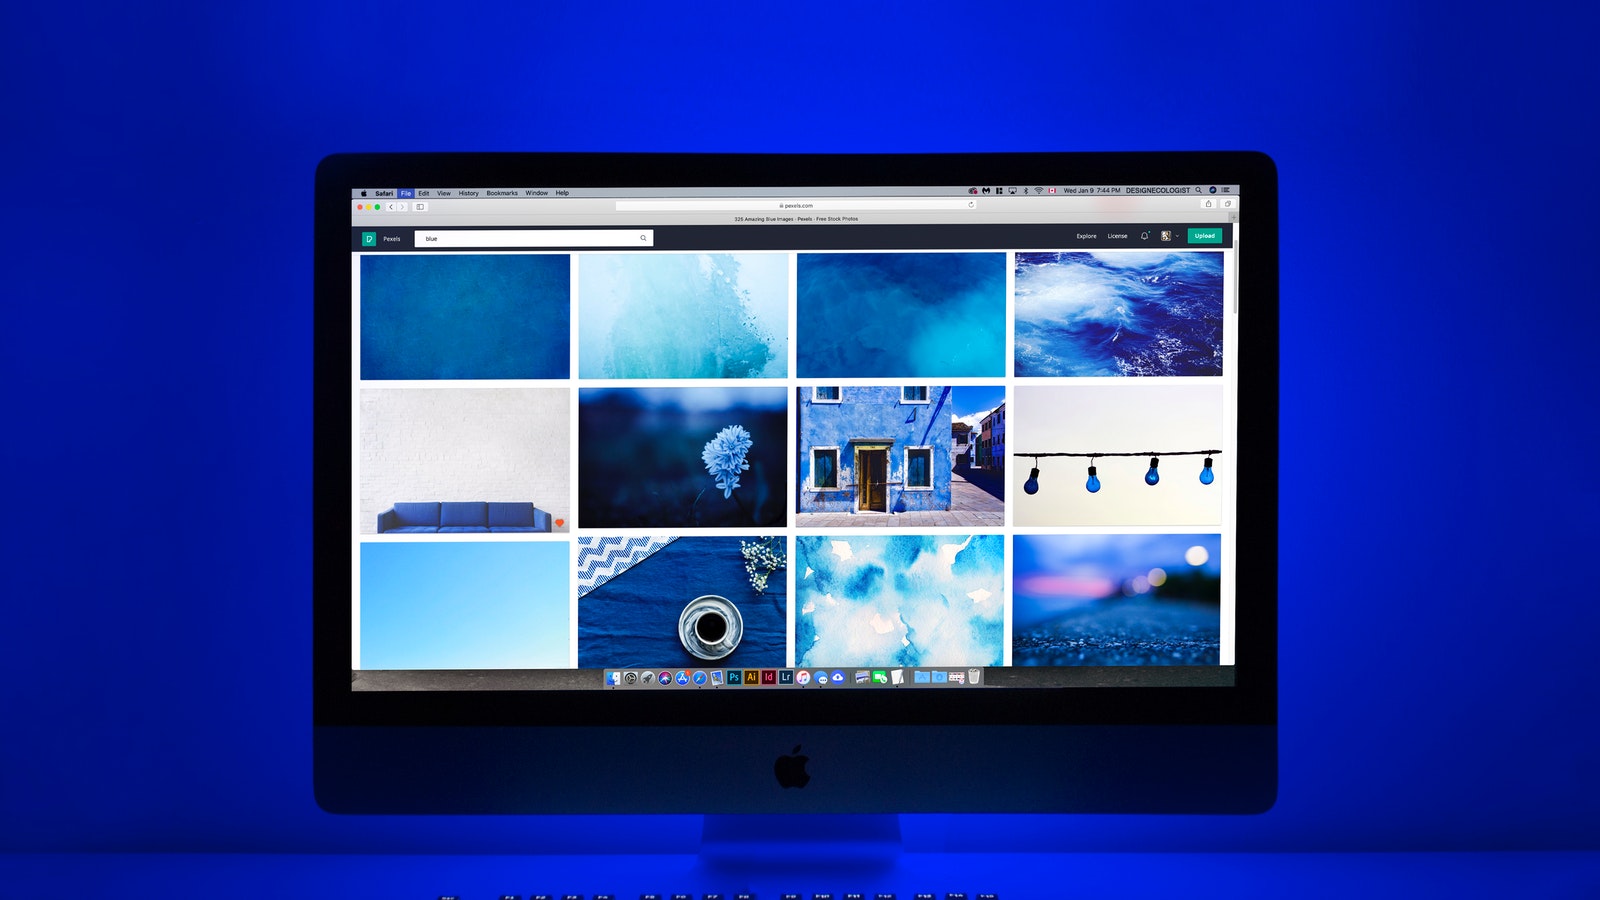 Safari File Edit View History Bookmarks Window Help
Wed Jan 9 7:44 PM DESIGNECOLOGIST
pexels.com
325 Amazing Blue Images · Pexels · Free Stock Photos
Pexels
blue
Explore License
Upload
Ps Ai Id Lr